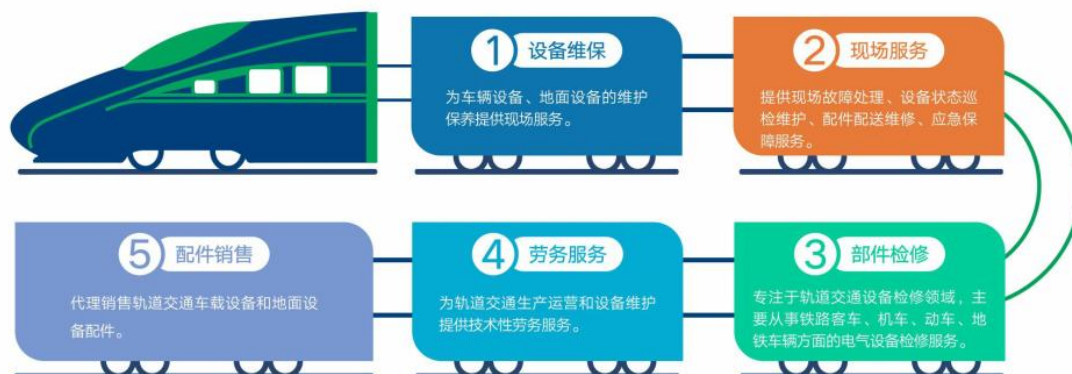 1 设备维保
为车辆设备、地面设备的维护
保养提供现场服务。
2 现场服务
提供现场故障处理、设备状态巡
检维护、配件配送维修、应急保
障服务。
3 部件检修
专注于轨道交通设备检修领域，主
要从事铁路客车、机车、动车、地
铁车辆方面的电气设备检修服务。
4 劳务服务
为轨道交通生产运营和设备维护
提供技术性劳务服务。
5 配件销售
代理销售轨道交通车载设备和地面设
备配件。